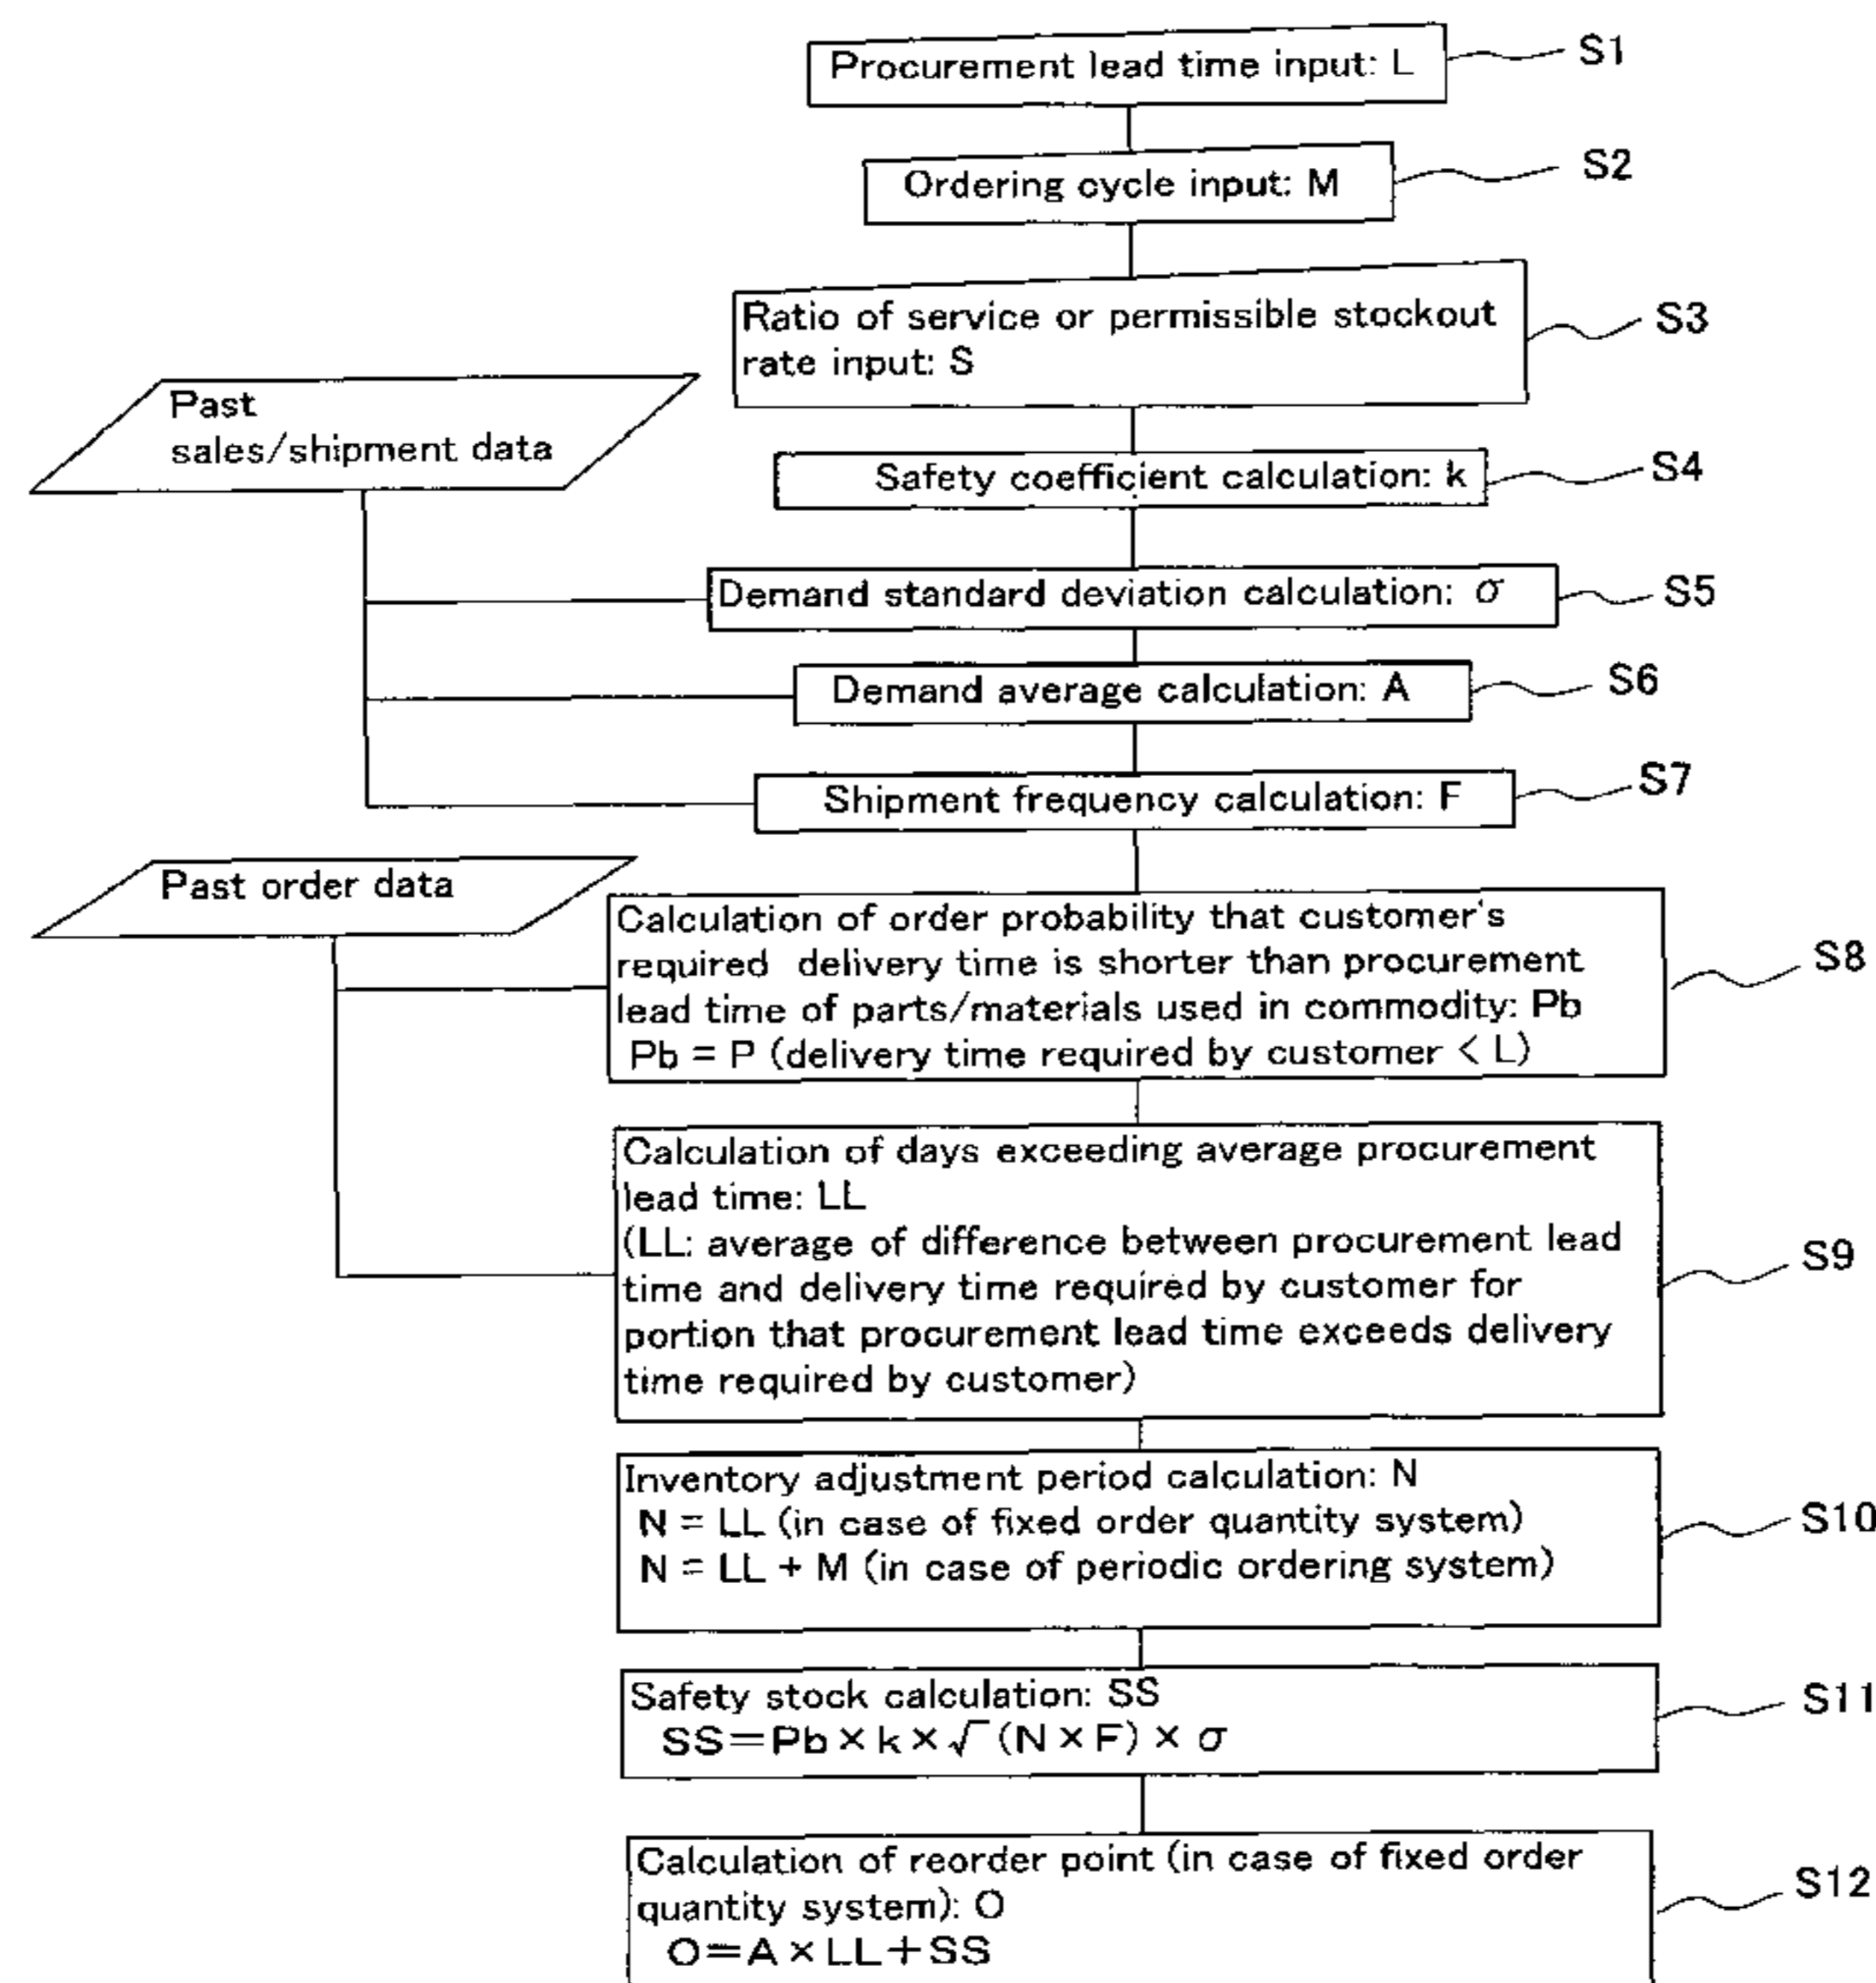 Procurement lead time input: L
S1
Ordering cycle input: M
S2
Ratio of service or permissible stockout
rate input: S
S3
Past
sales/shipment data
Safety coefficient calculation: k
S4
Demand standard deviation calculation: σ
S5
Demand average calculation: A
S6
Shipment frequency calculation: F
S7
Past order data
Calculation of order probability that customer's
required delivery time is shorter than procurement
lead time of parts/materials used in commodity: Pb
Pb = P (delivery time required by customer < L)
S8
Calculation of days exceeding average procurement
lead time: LL
(LL: average of difference between procurement lead
time and delivery time required by customer for
portion that procurement lead time exceeds delivery
time required by customer)
S9
Inventory adjustment period calculation: N
N = LL (in case of fixed order quantity system)
N = LL + M (in case of periodic ordering system)
S10
Safety stock calculation: SS
SS=Pb×k×√(N×F)×σ
S11
Calculation of reorder point (in case of fixed order
quantity system): O
O=A×LL+SS
S12